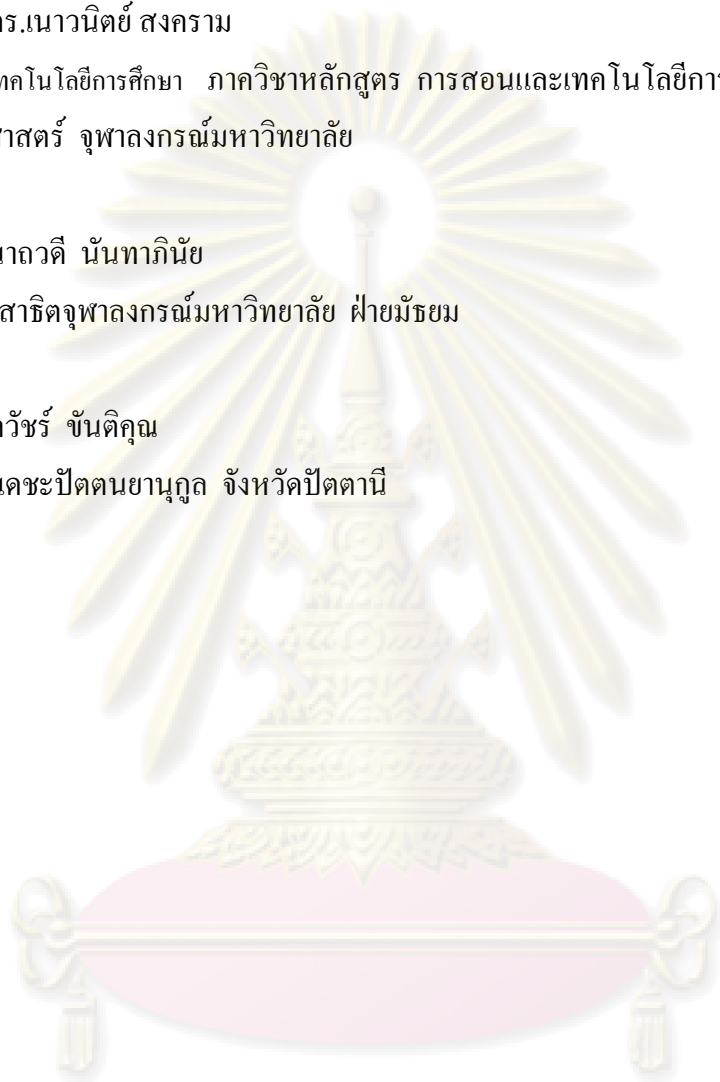 ดร.เนาวนิตย์ สงคราม
ทคโนโลยีการศึกษา ภาควิชาหลักสูตร การสอนและเทคโนโลยีการ
าสตร์ จุฬาลงกรณ์มหาวิทยาลัย
นาถวดี นันทาภินัย
สาธิตจุฬาลงกรณ์มหาวิทยาลัย ฝ่ายมัธยม
วัชร์ ขันติคุณ
เดชะปัตตนยานุกูล จังหวัดปัตตานี